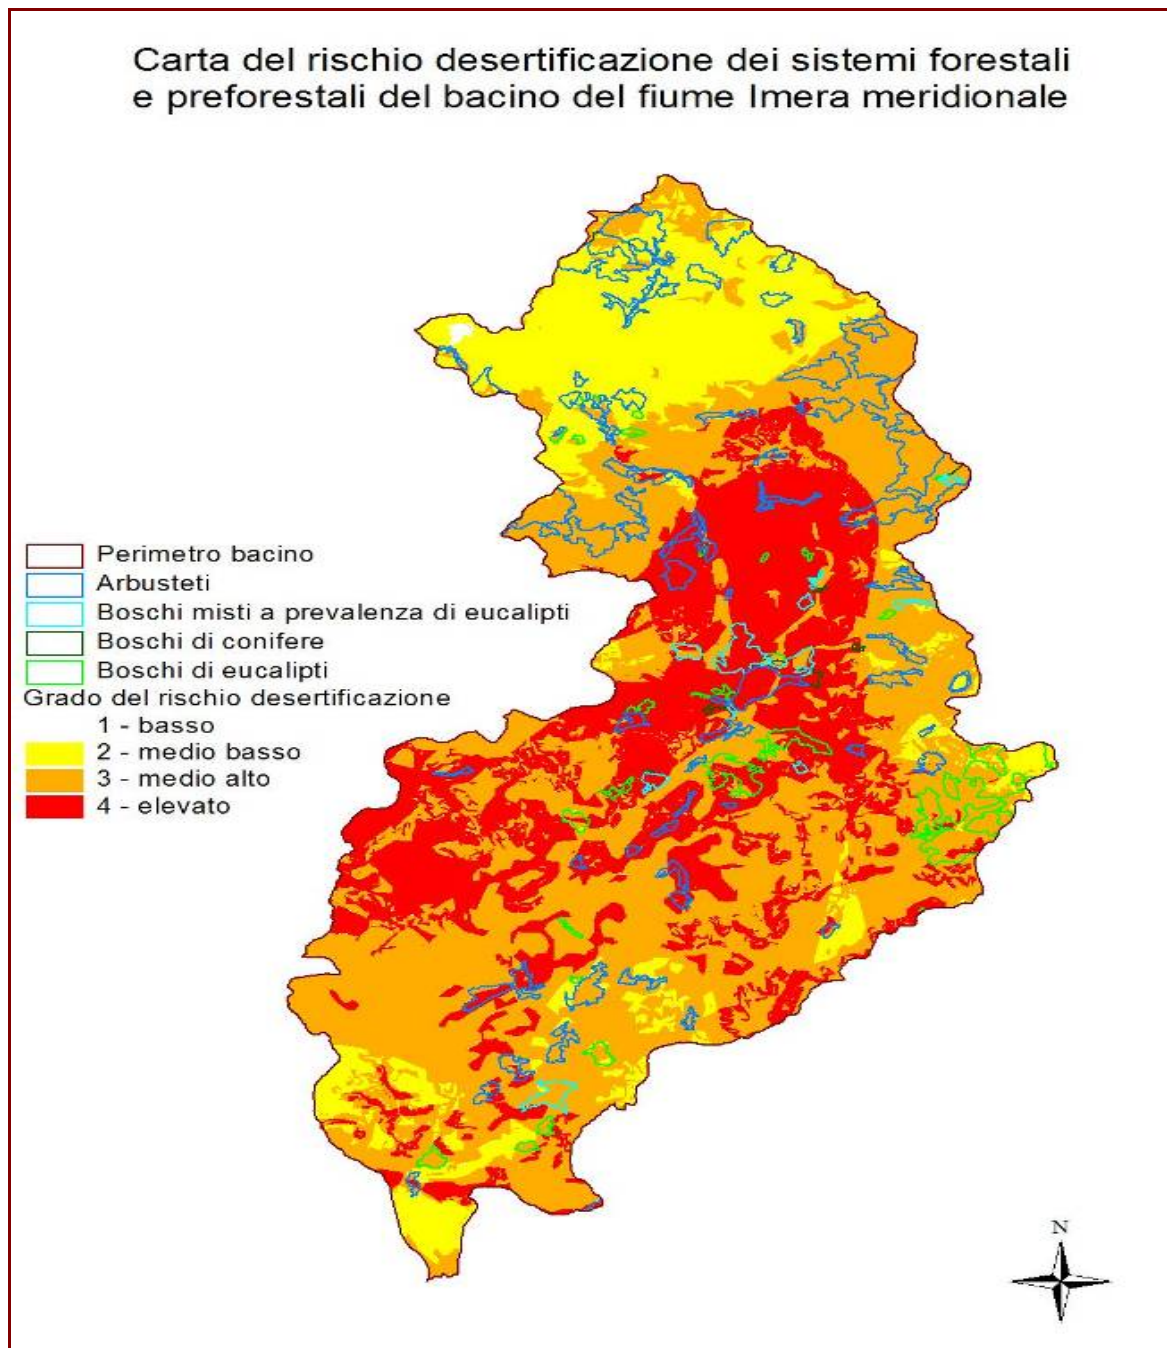 Carta del rischio desertificazione dei sistemi forestali
e preforestali del bacino del fiume Imera meridionale
Perimetro bacino
Arbusteti
Boschi misti a prevalenza di eucalipti
Boschi di conifere
Boschi di eucalipti
Grado del rischio desertificazione
1 - basso
2 - medio basso
3 - medio alto
4 - elevato
N